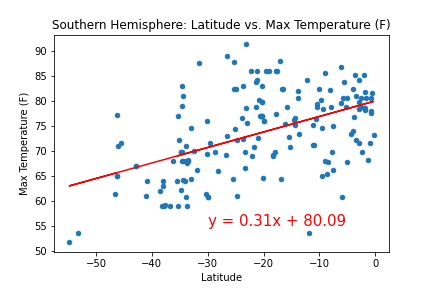 Southern Hemisphere: Latitude vs. Max Temperature (F)
Max Temperature (F)
90
85
80
75
70
65
60
55
50
y = 0.31x + 80.09
−50 −40 −30 −20 −10 0
Latitude